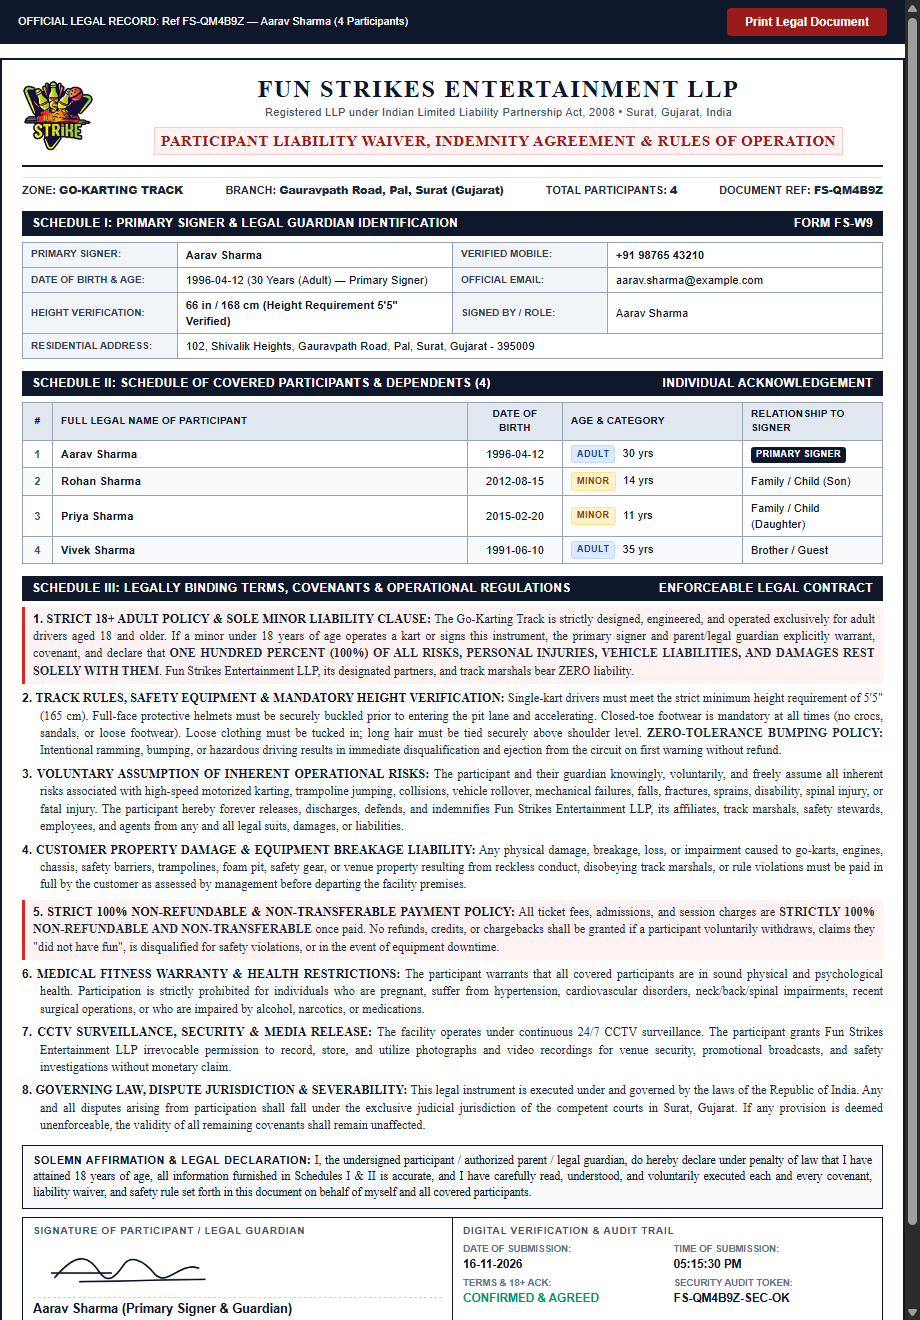 OFFICIAL LEGAL RECORD: Ref FS-QM4B9Z — Aarav Sharma (4 Participants)
Print Legal Document
STRIKE
FUN STRIKES ENTERTAINMENT LLP
Registered LLP under Indian Limited Liability Partnership Act, 2008 • Surat, Gujarat, India
PARTICIPANT LIABILITY WAIVER, INDEMNITY AGREEMENT & RULES OF OPERATION
ZONE: GO-KARTING TRACK BRANCH: Gauravpath Road, Pal, Surat (Gujarat) TOTAL PARTICIPANTS: 4 DOCUMENT REF: FS-QM4B9Z
SCHEDULE I: PRIMARY SIGNER & LEGAL GUARDIAN IDENTIFICATION FORM FS-W9
PRIMARY SIGNER: Aarav Sharma VERIFIED MOBILE: +91 98765 43210
DATE OF BIRTH & AGE: 1996-04-12 (30 Years (Adult) — Primary Signer) OFFICIAL EMAIL: aarav.sharma@example.com
HEIGHT VERIFICATION: 66 in / 168 cm (Height Requirement 5'5"
Verified) SIGNED BY / ROLE: Aarav Sharma
RESIDENTIAL ADDRESS: 102, Shivalik Heights, Gauravpath Road, Pal, Surat, Gujarat - 395009
SCHEDULE II: SCHEDULE OF COVERED PARTICIPANTS & DEPENDENTS (4) INDIVIDUAL ACKNOWLEDGEMENT
# FULL LEGAL NAME OF PARTICIPANT DATE OF
BIRTH AGE & CATEGORY RELATIONSHIP TO
SIGNER
1 Aarav Sharma 1996-04-12 ADULT 30 yrs PRIMARY SIGNER
2 Rohan Sharma 2012-08-15 MINOR 14 yrs Family / Child (Son)
3 Priya Sharma 2015-02-20 MINOR 11 yrs Family / Child
(Daughter)
4 Vivek Sharma 1991-06-10 ADULT 35 yrs Brother / Guest
SCHEDULE III: LEGALLY BINDING TERMS, COVENANTS & OPERATIONAL REGULATIONS ENFORCEABLE LEGAL CONTRACT
1. STRICT 18+ ADULT POLICY & SOLE MINOR LIABILITY CLAUSE: The Go-Karting Track is strictly designed, engineered, and operated exclusively for adult
drivers aged 18 and older. If a minor under 18 years of age operates a kart or signs this instrument, the primary signer and parent/legal guardian explicitly warrant,
covenant, and declare that ONE HUNDRED PERCENT (100%) OF ALL RISKS, PERSONAL INJURIES, VEHICLE LIABILITIES, AND DAMAGES REST
SOLELY WITH THEM. Fun Strikes Entertainment LLP, its designated partners, and track marshals bear ZERO liability.
2. TRACK RULES, SAFETY EQUIPMENT & MANDATORY HEIGHT VERIFICATION: Single-kart drivers must meet the strict minimum height requirement of 5'5"
(165 cm). Full-face protective helmets must be securely buckled prior to entering the pit lane and accelerating. Closed-toe footwear is mandatory at all times (no crocs,
sandals, or loose footwear). Loose clothing must be tucked in; long hair must be tied securely above shoulder level. ZERO-TOLERANCE BUMPING POLICY:
Intentional ramming, bumping, or hazardous driving results in immediate disqualification and ejection from the circuit on first warning without refund.
3. VOLUNTARY ASSUMPTION OF INHERENT OPERATIONAL RISKS: The participant and their guardian knowingly, voluntarily, and freely assume all inherent
risks associated with high-speed motorized karting, trampoline jumping, collisions, vehicle rollover, mechanical failures, falls, fractures, sprains, disability, spinal injury, or
fatal injury. The participant hereby forever releases, discharges, defends, and indemnifies Fun Strikes Entertainment LLP, its affiliates, track marshals, safety stewards,
employees, and agents from any and all legal suits, damages, or liabilities.
4. CUSTOMER PROPERTY DAMAGE & EQUIPMENT BREAKAGE LIABILITY: Any physical damage, breakage, loss, or impairment caused to go-karts, engines,
chassis, safety barriers, trampolines, foam pit, safety gear, or venue property resulting from reckless conduct, disobeying track marshals, or rule violations must be paid in
full by the customer as assessed by management before departing the facility premises.
5. STRICT 100% NON-REFUNDABLE & NON-TRANSFERABLE PAYMENT POLICY: All ticket fees, admissions, and session charges are STRICTLY 100%
NON-REFUNDABLE AND NON-TRANSFERABLE once paid. No refunds, credits, or chargebacks shall be granted if a participant voluntarily withdraws, claims they
"did not have fun", is disqualified for safety violations, or in the event of equipment downtime.
6. MEDICAL FITNESS WARRANTY & HEALTH RESTRICTIONS: The participant warrants that all covered participants are in sound physical and psychological
health. Participation is strictly prohibited for individuals who are pregnant, suffer from hypertension, cardiovascular disorders, neck/back/spinal impairments, recent
surgical operations, or who are impaired by alcohol, narcotics, or medications.
7. CCTV SURVEILLANCE, SECURITY & MEDIA RELEASE: The facility operates under continuous 24/7 CCTV surveillance. The participant grants Fun Strikes
Entertainment LLP irrevocable permission to record, store, and utilize photographs and video recordings for venue security, promotional broadcasts, and safety
investigations without monetary claim.
8. GOVERNING LAW, DISPUTE JURISDICTION & SEVERABILITY: This legal instrument is executed under and governed by the laws of the Republic of India. Any
and all disputes arising from participation shall fall under the exclusive judicial jurisdiction of the competent courts in Surat, Gujarat. If any provision is deemed
unenforceable, the validity of all remaining covenants shall remain unaffected.
SOLEMN AFFIRMATION & LEGAL DECLARATION: I, the undersigned participant / authorized parent / legal guardian, do hereby declare under penalty of law that I have
attained 18 years of age, all information furnished in Schedules I & II is accurate, and I have carefully read, understood, and voluntarily executed each and every covenant,
liability waiver, and safety rule set forth in this document on behalf of myself and all covered participants.
SIGNATURE OF PARTICIPANT / LEGAL GUARDIAN
Aarav Sharma (Primary Signer & Guardian)
DIGITAL VERIFICATION & AUDIT TRAIL
DATE OF SUBMISSION: TIME OF SUBMISSION:
16-11-2026 05:15:30 PM
TERMS & 18+ ACK: SECURITY AUDIT TOKEN:
CONFIRMED & AGREED FS-QM4B9Z-SEC-OK